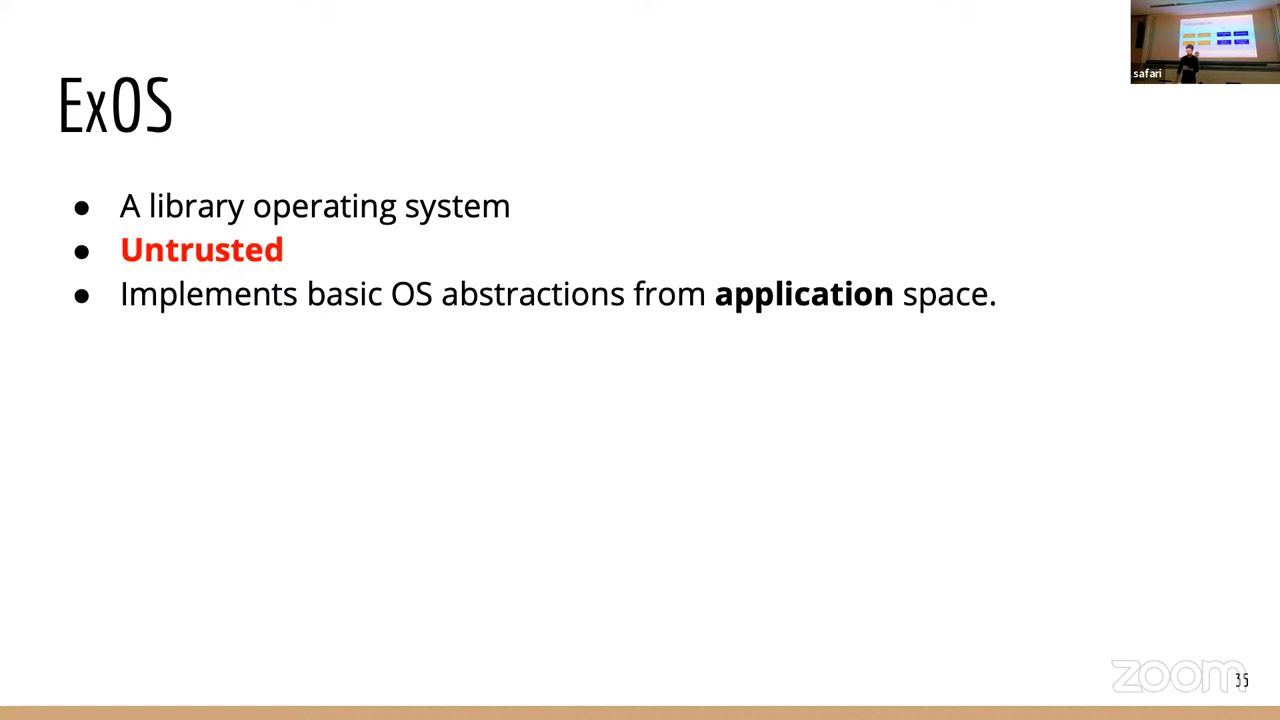 safari
ExOS
● A library operating system
● Untrusted
● Implements basic OS abstractions from application space.
zoom
35